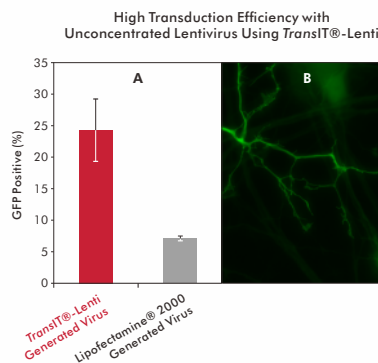 High Transduction Efficiency with
Unconcentrated Lentivirus Using TransIT®-Lenti
A
B
GFP Positive (%)
35
30
25
20
15
10
5
0
TransIT®-Lenti
Generated Virus
Lipofectamine® 2000
Generated Virus